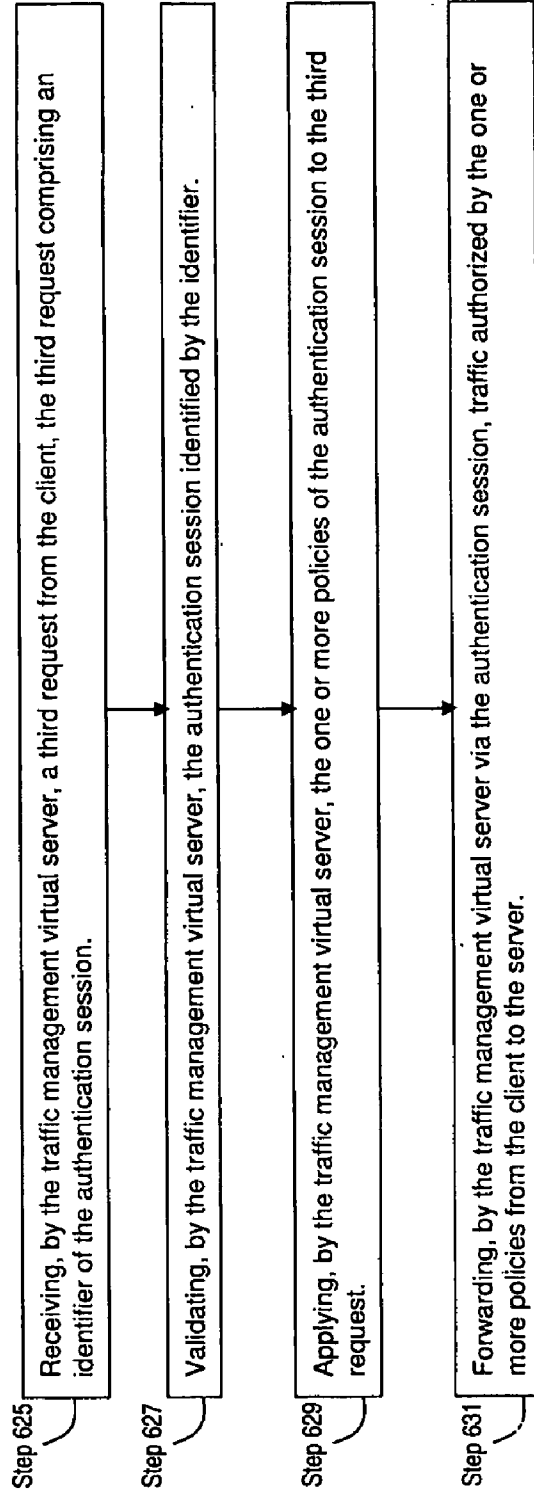 Step 625
Receiving, by the traffic management virtual server, a third request from the client, the third request comprising an
identifier of the authentication session.
Step 627
Validating, by the traffic management virtual server, the authentication session identified by the identifier.
Step 629
Applying, by the traffic management virtual server, the one or more policies of the authentication session to the third
request.
Step 631
Forwarding, by the traffic management virtual server via the authentication session, traffic authorized by the one or
more policies from the client to the server.